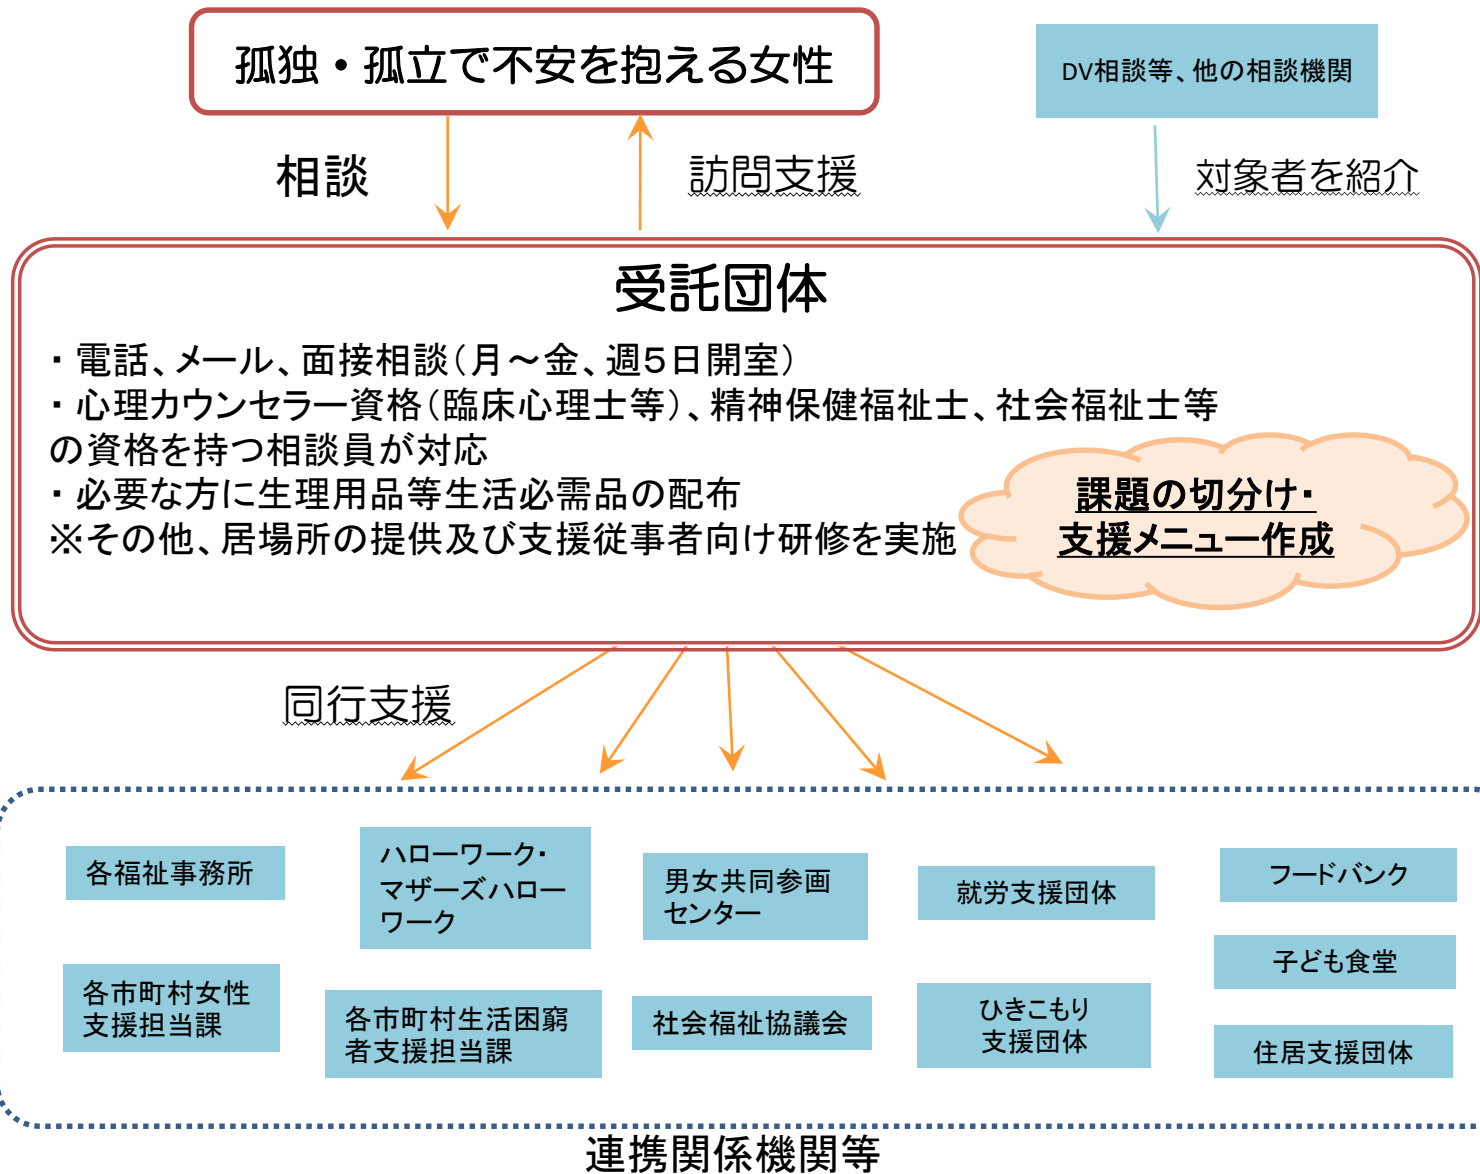 孤独・孤立で不安を抱える女性
DV相談等、他の相談機関
相談
訪問支援
対象者を紹介
受託団体
・電話、メール、面接相談(月～金、週5日開室)
・心理カウンセラー資格(臨床心理士等)、精神保健福祉士、社会福祉士等
の資格を持つ相談員が対応
・必要な方に生理用品等生活必需品の配布
※その他、居場所の提供及び支援従事者向け研修を実施
課題の切分け・
支援メニュー作成
同行支援
各福祉事務所
ハローワーク・
マザーズハロー
ワーク
男女共同参画
センター
就労支援団体
フードバンク
子ども食堂
各市町村女性
支援担当課
各市町村生活困窮
者支援担当課
社会福祉協議会
ひきこもり
支援団体
住居支援団体
連携関係機関等